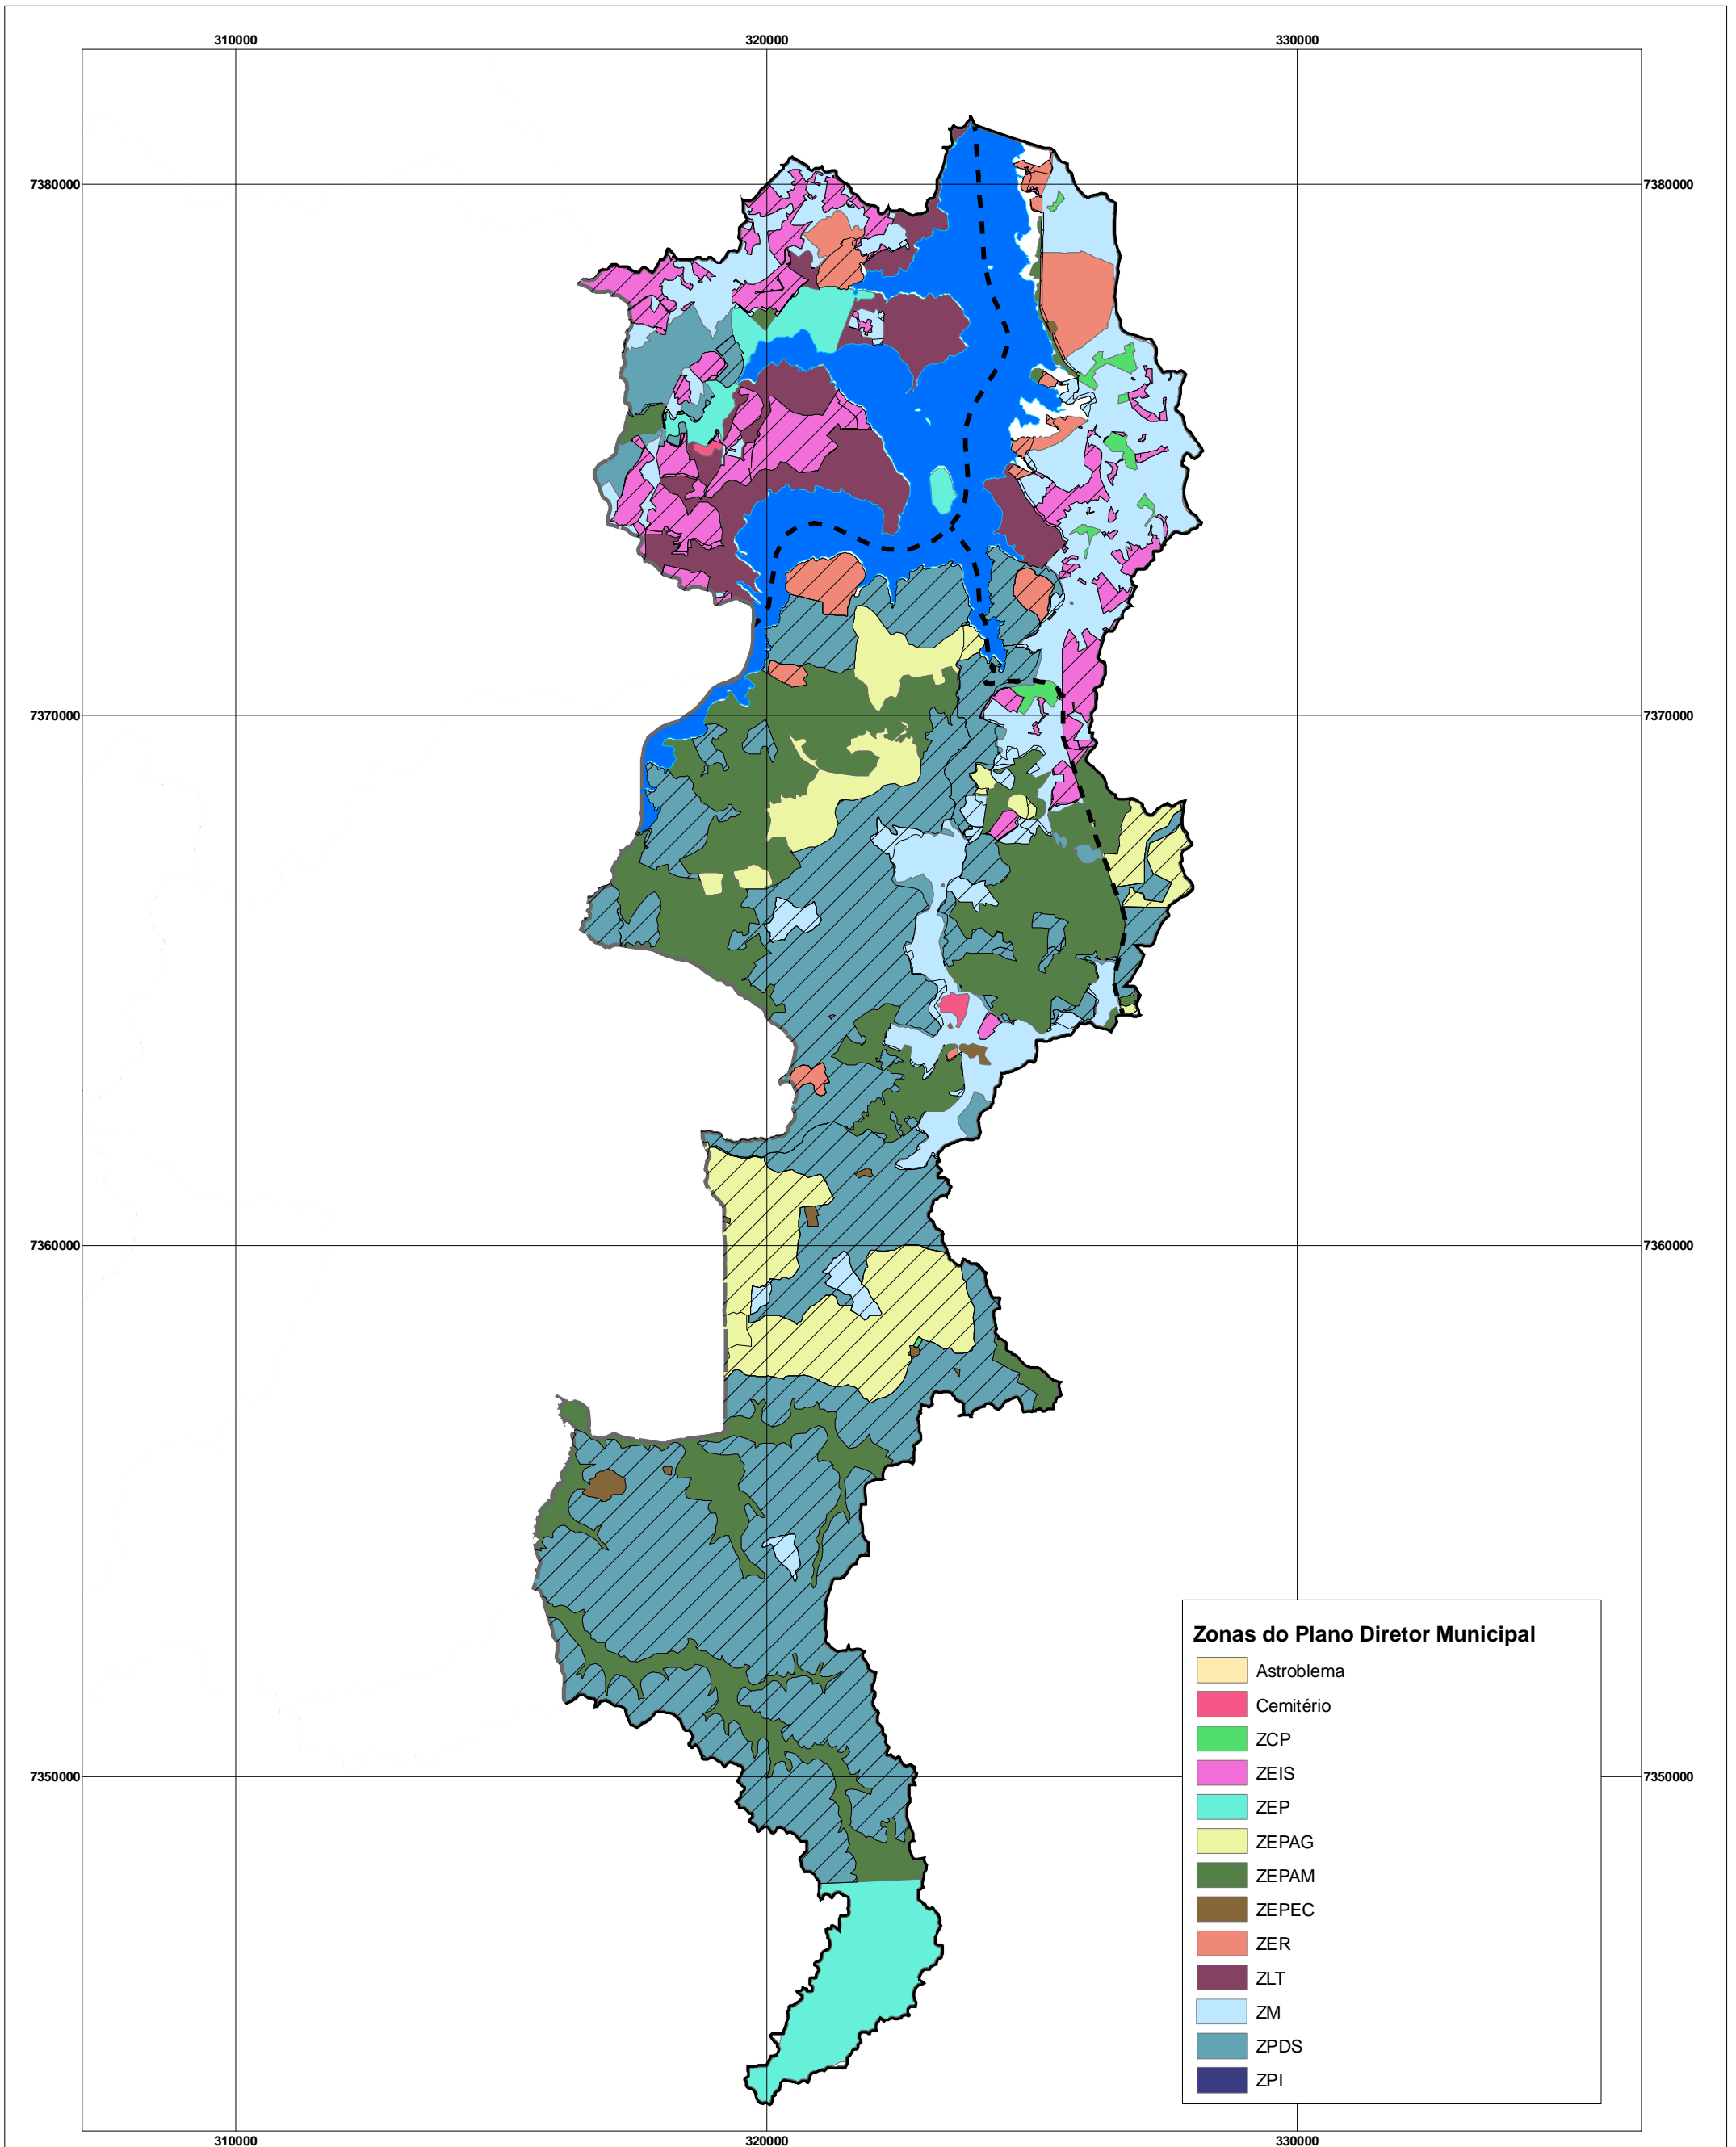 310000 320000 330000
7380000 7380000
7370000 7370000
7360000 7360000
7350000 7350000
Zonas do Plano Diretor Municipal
Astroblema
Cemitério
ZCP
ZEIS
ZEP
ZEPAG
ZEPAM
ZEPEC
ZER
ZLT
ZM
ZPDS
ZPI
310000 320000 330000